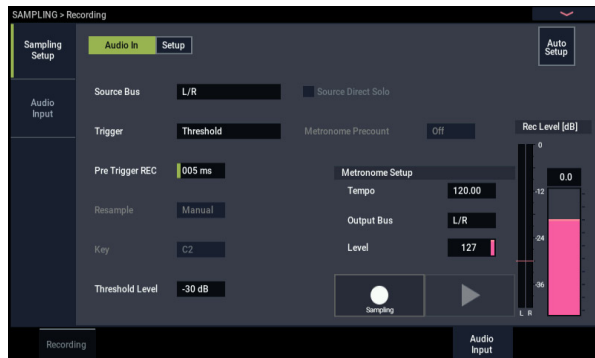 SAMPLING > Recording
Sampling
Setup
Audio
Input
Audio In Setup
Auto
Setup
Source Bus L/R Source Direct Solo
Trigger Threshold Metronome Precount Off
Rec Level [dB]
Pre Trigger REC 005 ms
Metronome Setup
Tempo 120.00
Resample Manual
Output Bus L/R
Key C2
Level 127
Threshold Level -30 dB
Sampling
0
-12
-24
-36
0.0
L R
Recording
Audio
Input